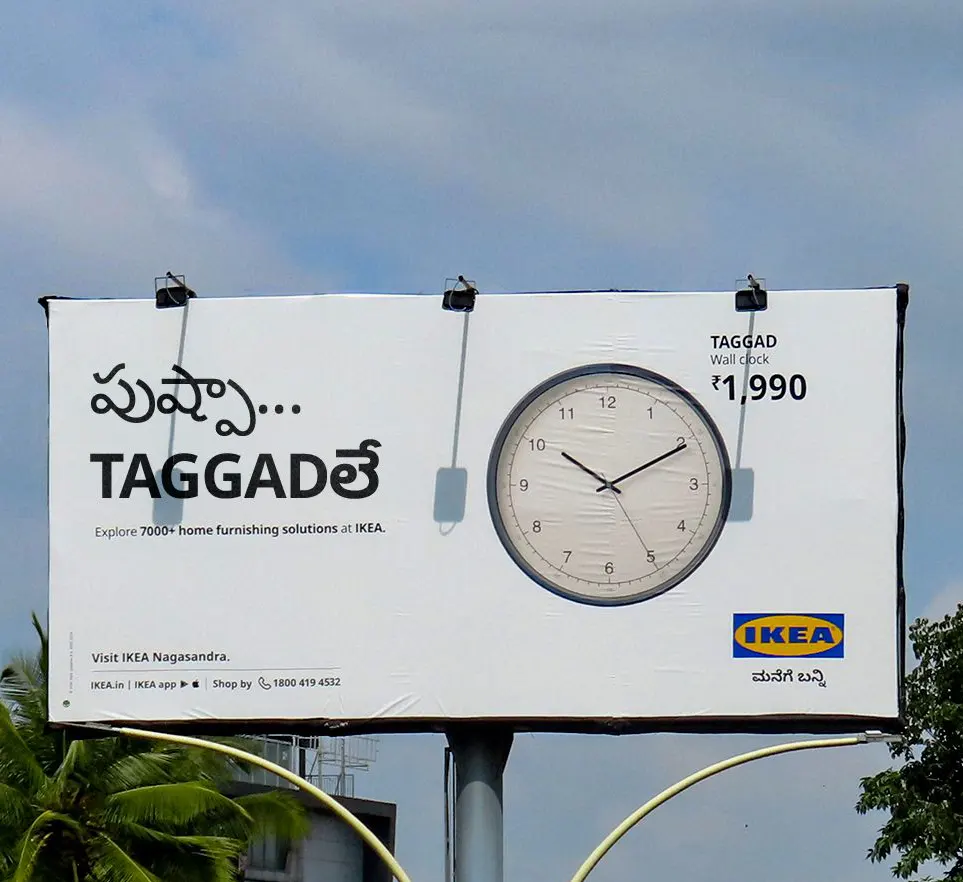 పుష్పా...
TAGGADලే
Explore 7000+ home furnishing solutions at IKEA.
Visit IKEA Nagasandra.
IKEA.in | IKEA app | Shop by 1800 419 4532
TAGGAD
Wall clock
₹1,990
12
1
2
3
4
5
6
7
8
9
10
11
IKEA
ಮನೆಗೆ ಬನ್ನಿ